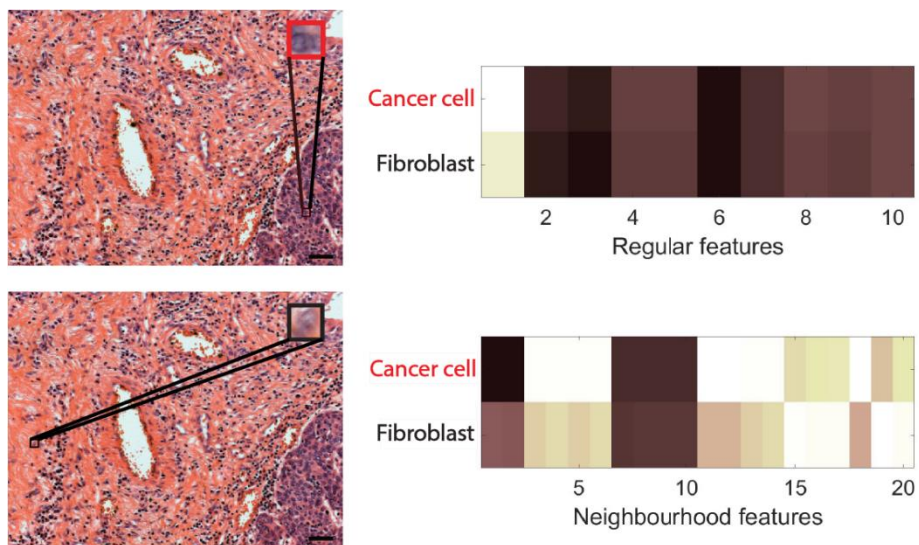 Cancer cell
Fibroblast
2 4 6 8 10
Regular features
Cancer cell
Fibroblast
5 10 15 20
Neighbourhood features